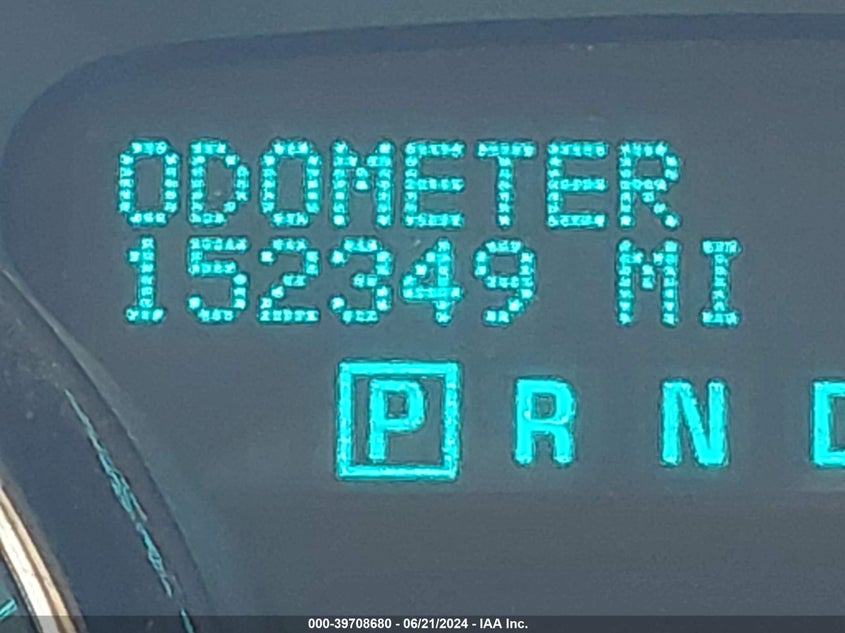 ODOMETER
152349 MI
P R N D
000-39708680 - 06/21/2024 - IAA Inc.